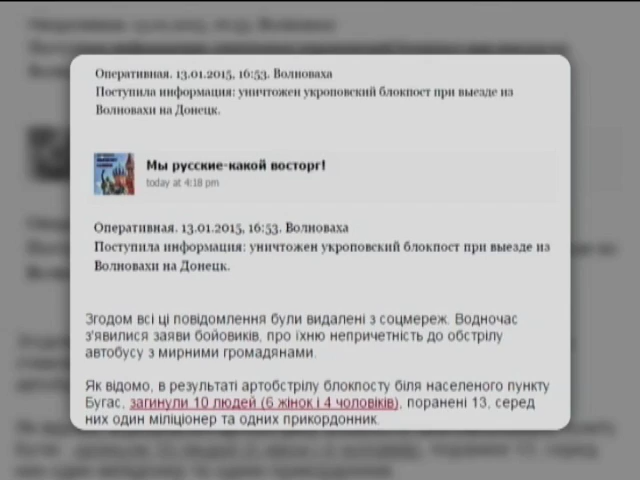 Оперативная. 13.01.2015, 16:53. Волноваха
Поступила информация: уничтожен укроповский блокпост при выезде из
Волновахи на Донецк.
Мы русские-какой восторг!
today at 4:18 pm
Оперативная. 13.01.2015, 16:53. Волноваха
Поступила информация: уничтожен укроповский блокпост при выезде из
Волновахи на Донецк.
Згодом всі ці повідомлення були видалені з соцмереж. Водночас
з'явилися заяви бойовиків, про їхню непричетність до обстрілу
автобусу з мирними громадянами.
Як відомо, в результаті артобстрілу блокпосту біля населеного пункту
Бугас, загинули 10 людей (6 жінок і 4 чоловіків), поранені 13, серед
них один міліціонер та одних прикордонник.